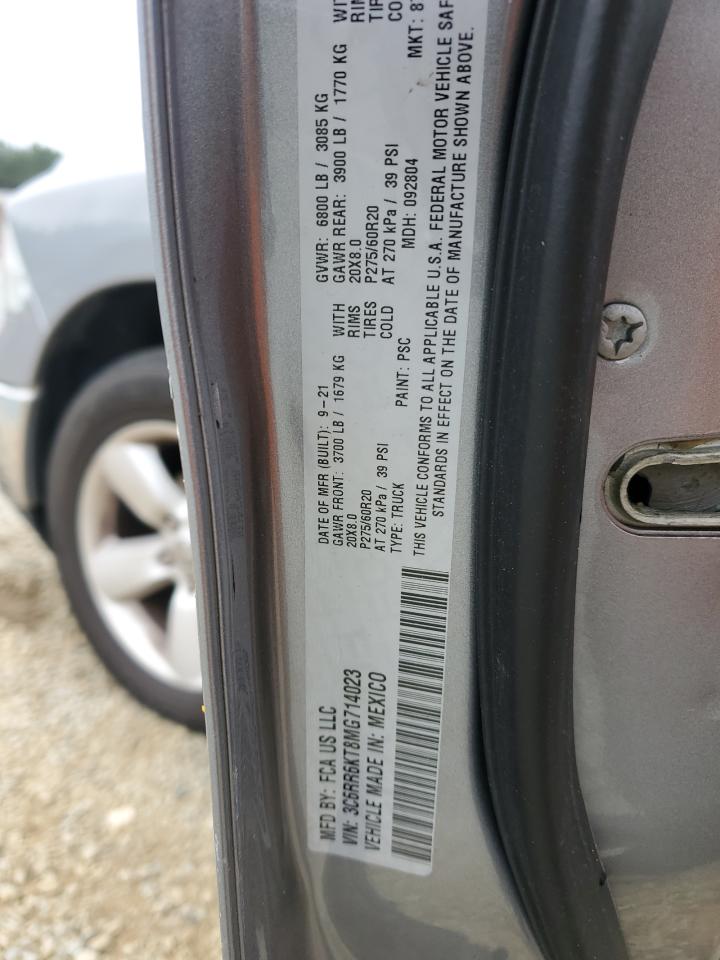 MFD BY: FCA US LLC
VIN: 3C6RR6KT8MG714023
VEHICLE MADE IN: MEXICO
DATE OF MFR (BUILT): 9-21 GVWR: 6800 LB / 3085 KG
GAWR FRONT: 3700 LB / 1679 KG WITH GAWR REAR: 3900 LB / 1770 KG WITH
20X8.0 RIMS 20X8.0 RIMS
P275/60R20 TIRES P275/60R20
AT 270 kPa / 39 PSI COLD AT 270 kPa / 39 PSI
TYPE: TRUCK PAINT: PSC MDH: 092804 MKT:
THIS VEHICLE CONFORMS TO ALL APPLICABLE U.S.A. FEDERAL MOTOR VEHICLE
STANDARDS IN EFFECT ON THE DATE OF MANUFACTURE SHOWN ABOVE.